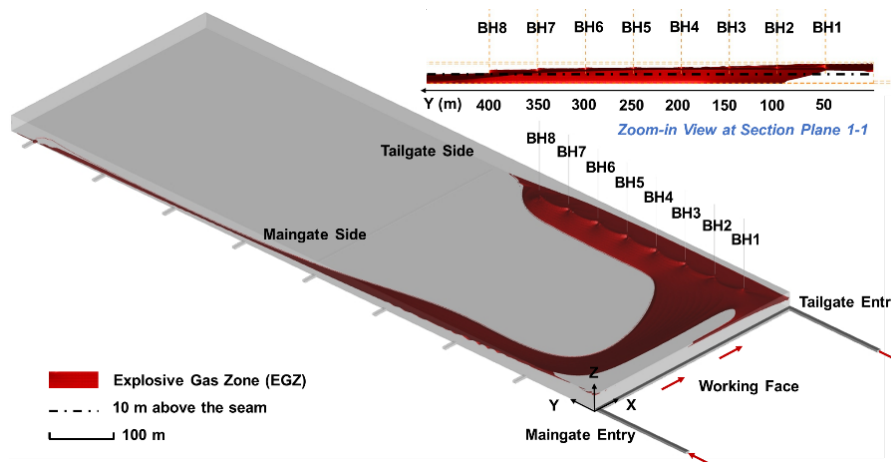 BH8 BH7 BH6 BH5 BH4 BH3 BH2 BH1
Y (m) 400 350 300 250 200 150 100 50
Zoom-in View at Section Plane 1-1
Tailgate Side
BH8
BH7
BH6
BH5
BH4
BH3
BH2
BH1
Maingate Side
Tailgate Entr
Z
Explosive Gas Zone (EGZ)
Working Face
Y X
10 m above the seam
Maingate Entry
100 m